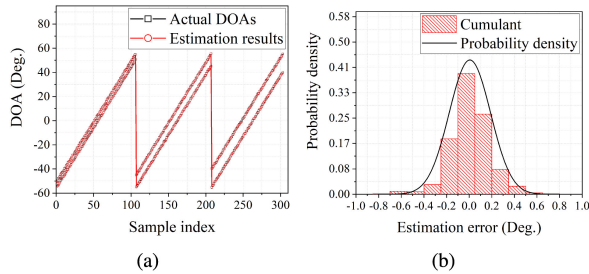 Actual DOAs
Estimation results
DOA (Deg.)
80
60
40
20
0
-20
-40
-60
0 50 100 150 200 250 300
Sample index
(a)
Cumulant
Probability density
Probability density
0.58
0.50
0.41
0.33
0.25
0.17
0.08
0.00
-1.0 -0.8 -0.6 -0.4 -0.2 0.0 0.2 0.4 0.6 0.8 1.0
Estimation error (Deg.)
(b)